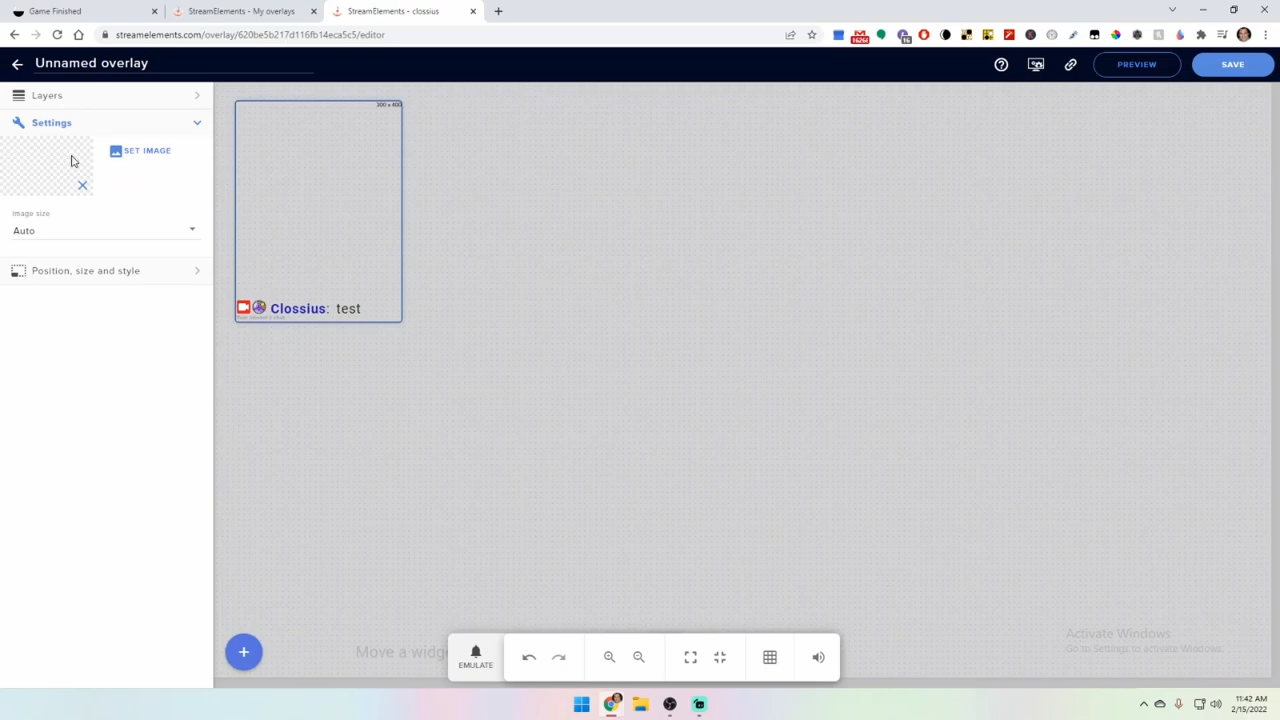 Game Finished
StreamElements - My overlays
StreamElements - clossius
streamelements.com/overlay/620be5b217d116fb14eca5c5/editor
Unnamed overlay
PREVIEW
SAVE
Layers
Settings
SET IMAGE
Image size
Auto
Position, size and style
300 x 400
Clossius: test
Move a widg
EMULATE
Activate Windows
Go to Settings to activate Windows.
11:42 AM
2/15/2022